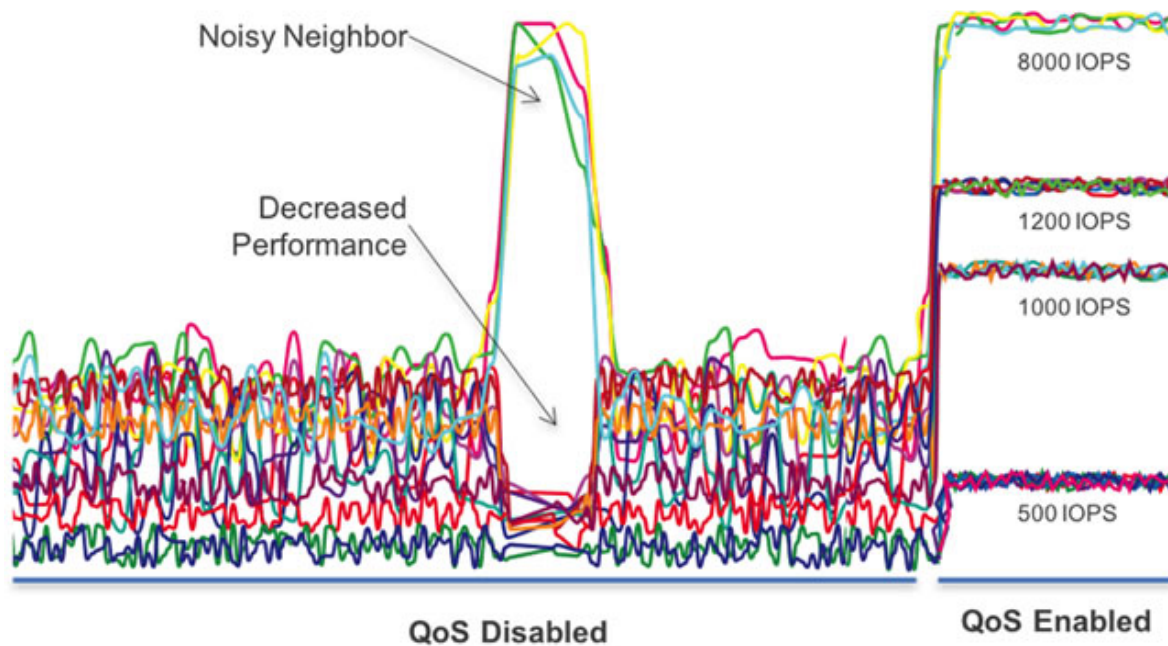 Noisy Neighbor
8000 IOPS
Decreased
Performance
1200 IOPS
1000 IOPS
500 IOPS
QoS Disabled
QoS Enabled